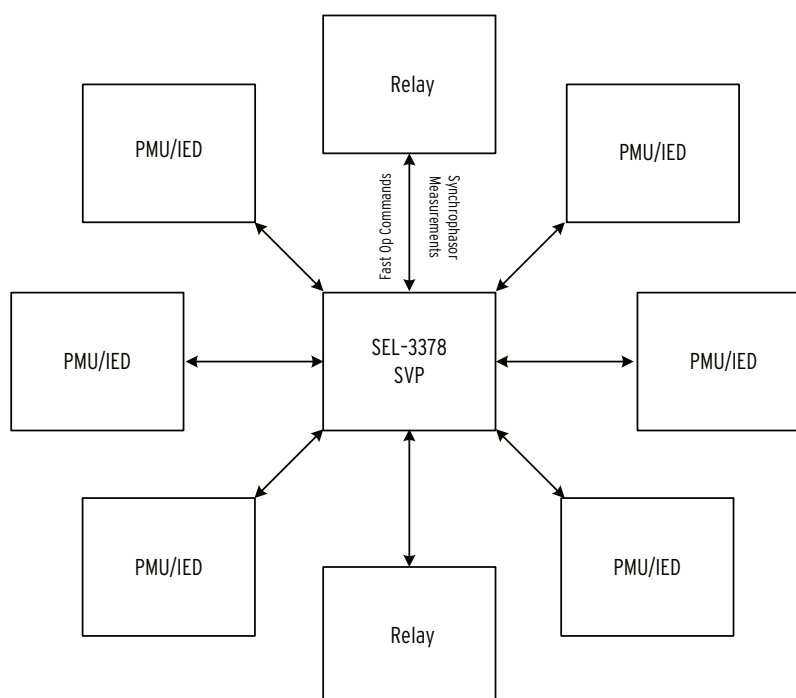 Relay
PMU/IED
PMU/IED
Fast Op Commands
Synchrophasor
Measurements
PMU/IED
SEL-3378
SVP
PMU/IED
PMU/IED
PMU/IED
Relay